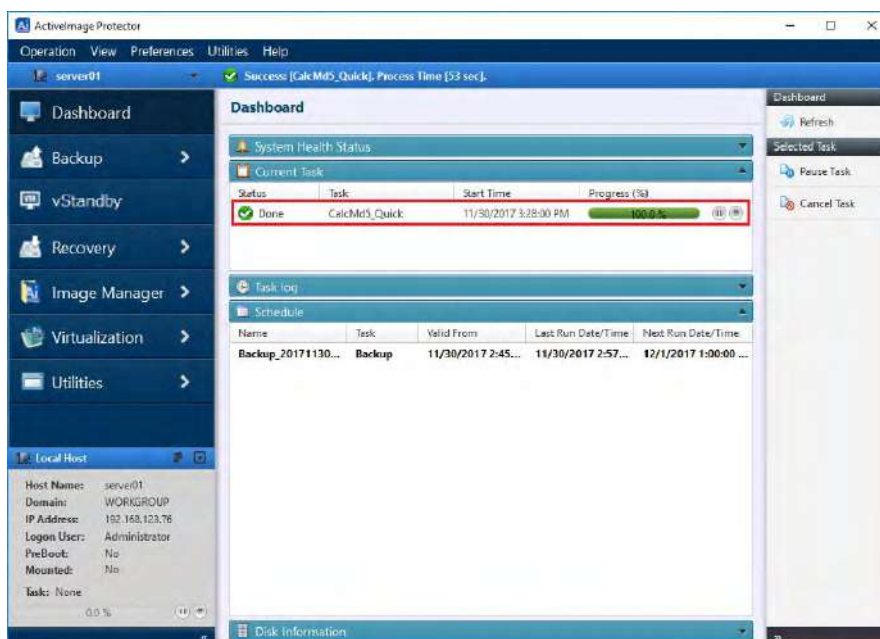 ActiveImage Protector
Operation View Preferences Utilities Help
server01 Success: [CalcMd5_Quick]. Process Time [53 sec].
Dashboard
Backup
vStandby
Recovery
Image Manager
Virtualization
Utilities
Local Host
Host Name: server01
Domain: WORKGROUP
IP Address: 192.168.123.76
Logon User: Administrator
PreBoot: No
Mounted: No
Task: None
0.0 %
Dashboard
System Health Status
Current Task
Status Task Start Time Progress (%)
Done CalcMd5_Quick 11/30/2017 3:28:00 PM 100.0 %
Task log
Schedule
Name Task Valid From Last Run Date/Time Next Run Date/Time
Backup_20171130... Backup 11/30/2017 2:45... 11/30/2017 2:57... 12/1/2017 1:00:00 ...
Disk Information
Dashboard
Refresh
Selected Task
Pause Task
Cancel Task